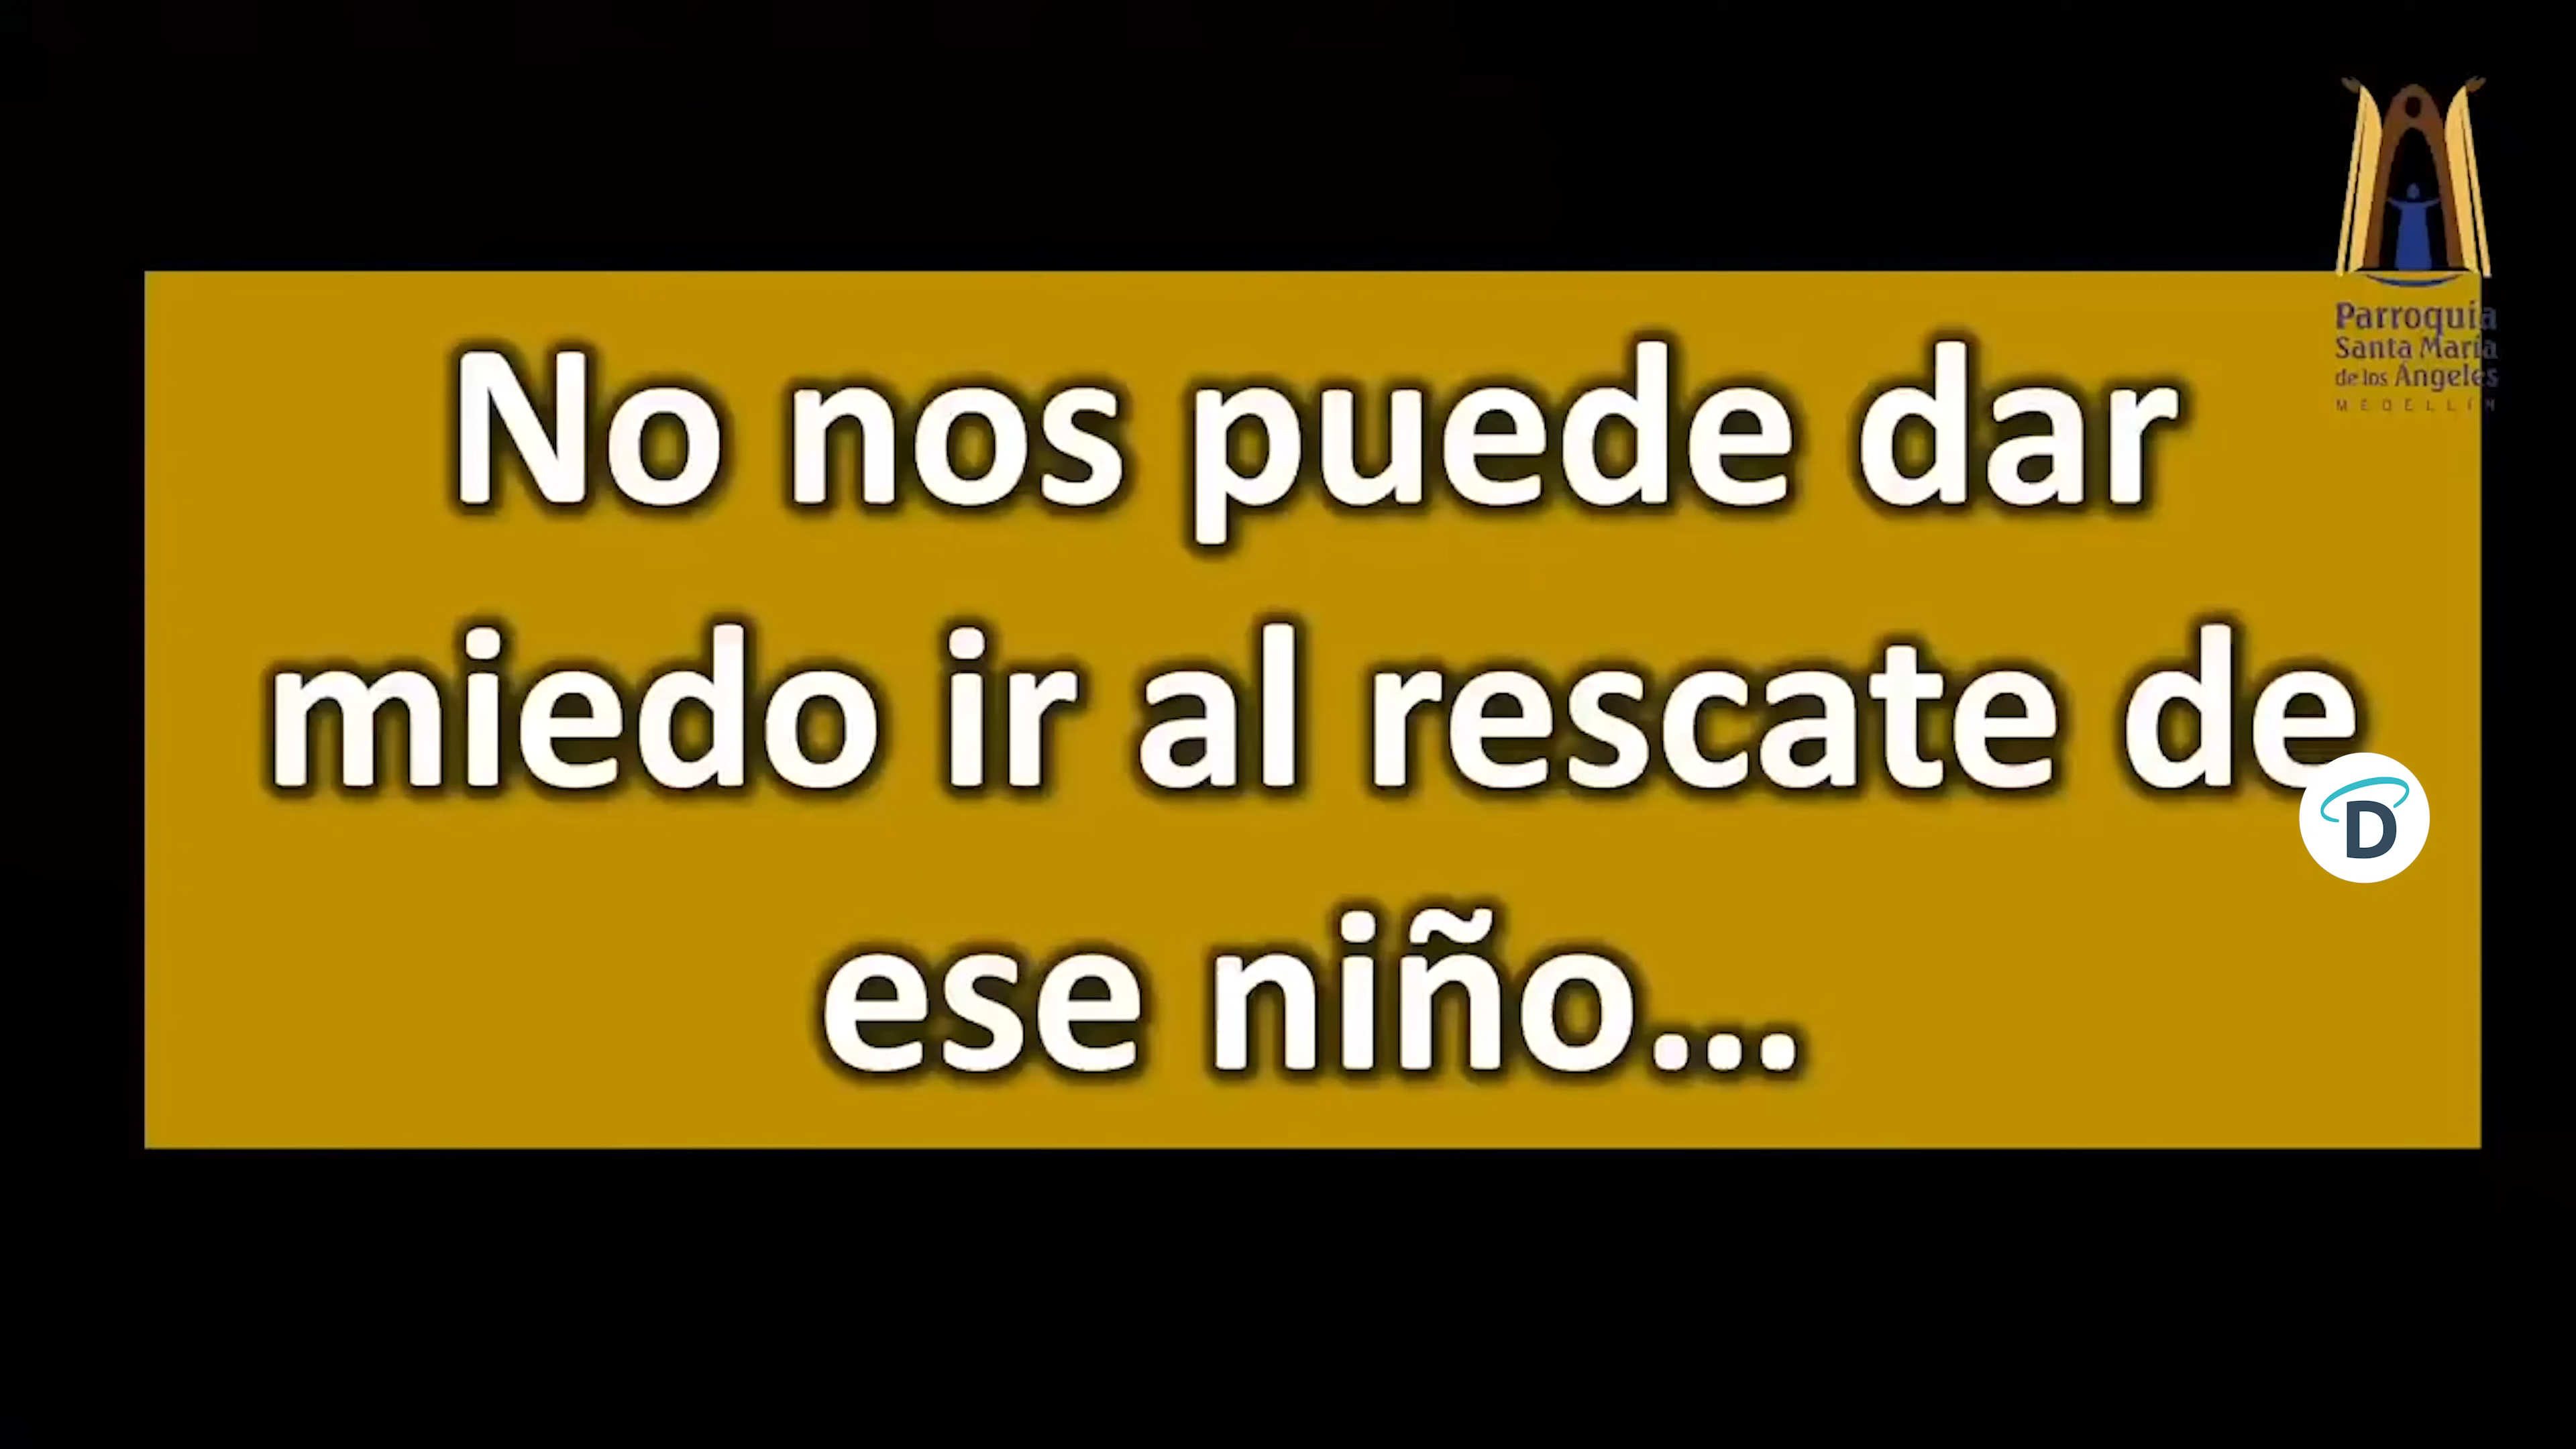 Parroquia
Santa María
de los Ángeles
MEDELLÍN
No nos puede dar
miedo ir al rescate de
ese niño...
D